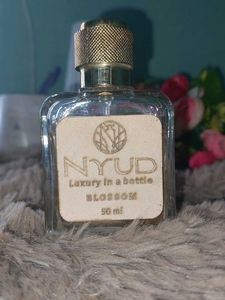 NYUD
Luxury in a bottle
BLOSSOM
50 ml